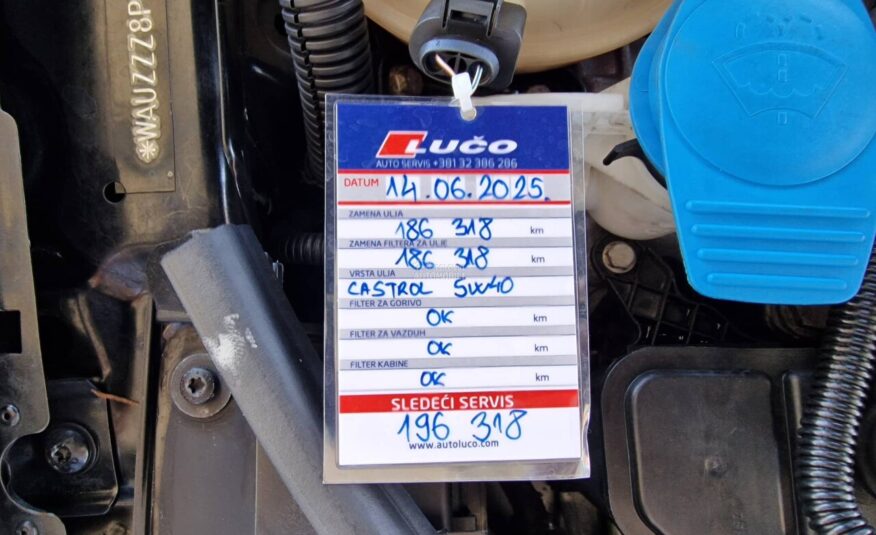 *WAUZZZ8P
LUČO
AUTO SERVIS +381 32 386 286
DATUM 14.06.2025.
ZAMENA ULJA
186 318 km
ZAMENA FILTERA ZA ULJE
186 318 km
VRSTA ULJA
CASTROL 5W40
FILTER ZA GORIVO
OK km
FILTER ZA VAZDUH
OK km
FILTER KABINE
OK km
SLEDEĆI SERVIS
196 318
www.autoluco.com